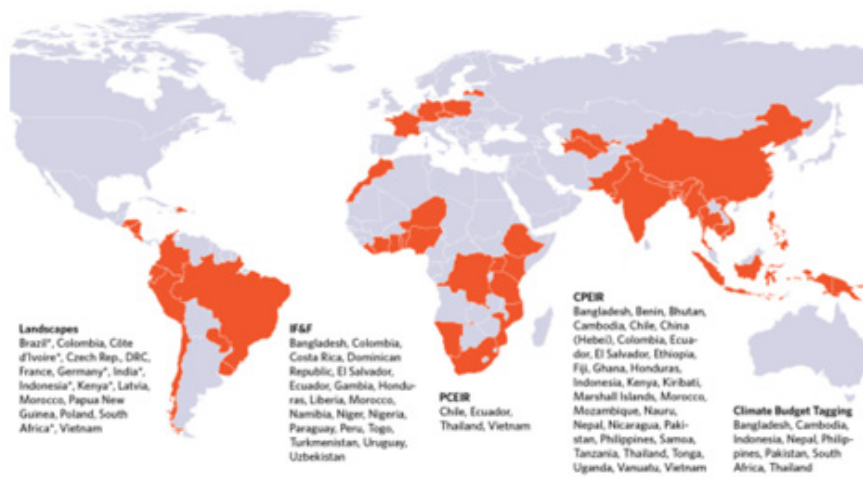 Landscapes
Brazil*, Colombia, Côte
d'Ivoire*, Czech Rep., DRC,
France, Germany*, India*,
Indonesia*, Kenya*, Latvia,
Morocco, Papua New
Guinea, Poland, South
Africa*, Vietnam
IF&F
Bangladesh, Colombia,
Costa Rica, Dominican
Republic, El Salvador,
Ecuador, Gambia, Hondu-
ras, Liberia, Morocco,
Namibia, Niger, Nigeria,
Paraguay, Peru, Togo,
Turkmenistan, Uruguay,
Uzbekistan
PCEIR
Chile, Ecuador,
Thailand, Vietnam
CPEIR
Bangladesh, Benin, Bhutan,
Cambodia, Chile, China
(Hebei), Colombia, Ecua-
dor, El Salvador, Ethiopia,
Fiji, Ghana, Honduras,
Indonesia, Kenya, Kiribati,
Marshall Islands, Morocco,
Mozambique, Nauru,
Nepal, Nicaragua, Paki-
stan, Philippines, Samoa,
Tanzania, Thailand, Tonga,
Uganda, Vanuatu, Vietnam
Climate Budget Tagging
Bangladesh, Cambodia,
Indonesia, Nepal, Philip-
pines, Pakistan, South
Africa, Thailand